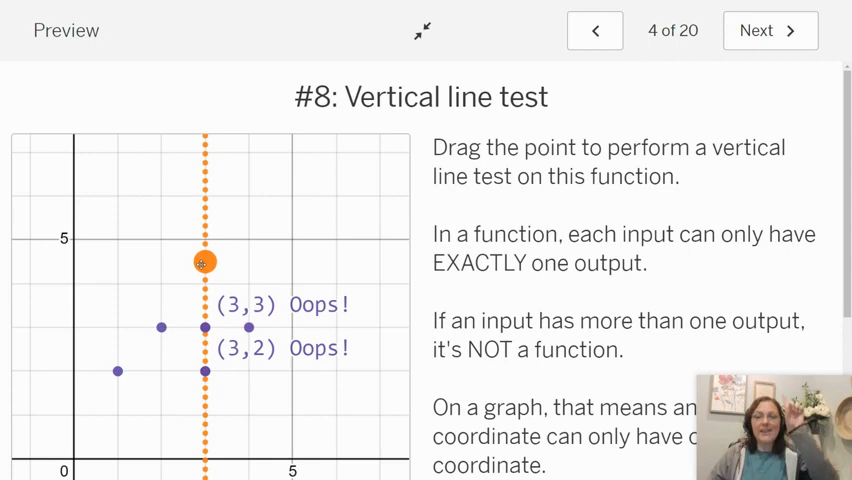 Preview
4 of 20
Next
#8: Vertical line test
Drag the point to perform a vertical
line test on this function.
In a function, each input can only have
EXACTLY one output.
If an input has more than one output,
it's NOT a function.
On a graph, that means an
coordinate can only have
coordinate.
5
(3,3) Oops!
(3,2) Oops!
0
5